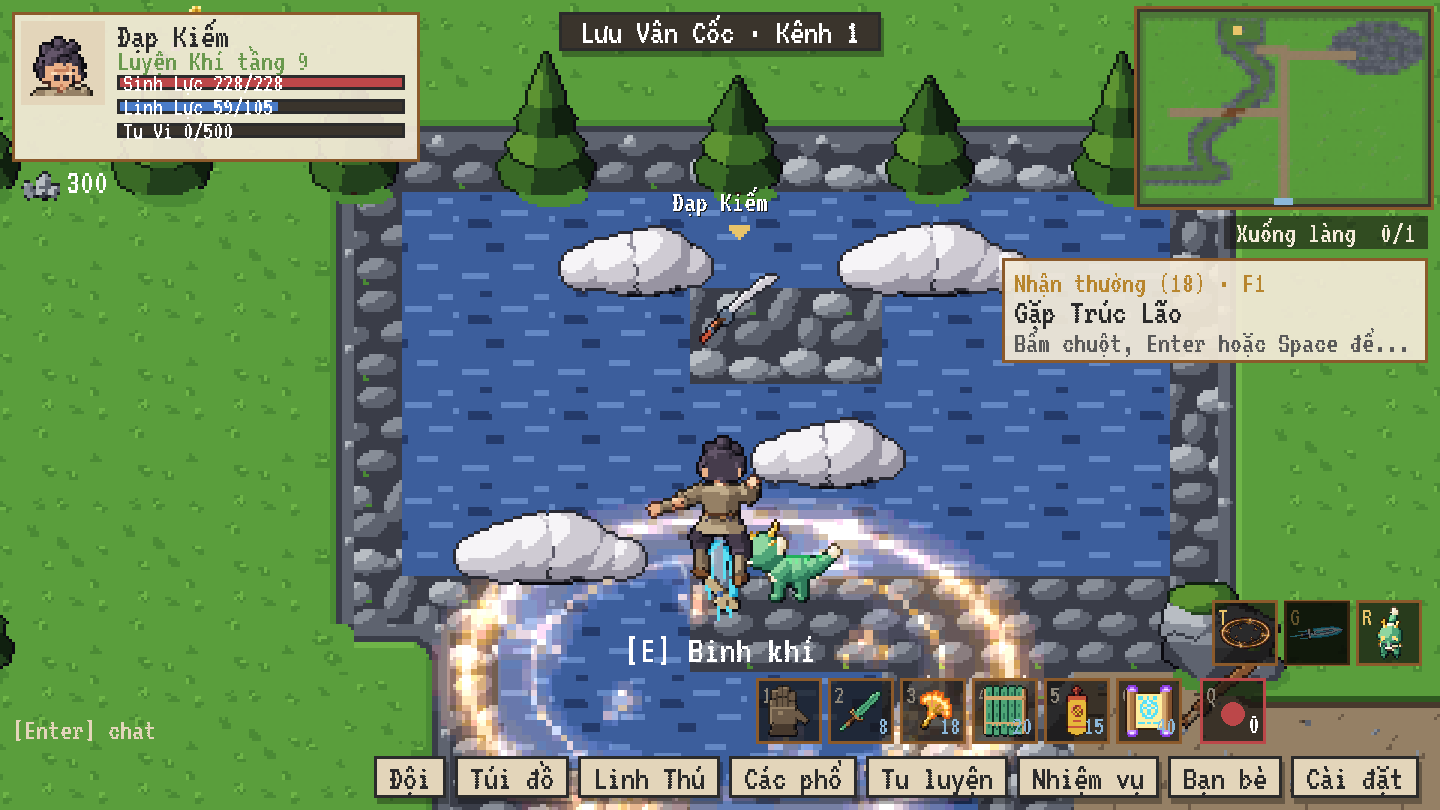 Đạp Kiếm
Luyện Khí tầng 9
Sinh Lực 228/228
Linh Lực 59/105
Tu Vi 0/500
300
Lưu Vân Cốc · Kênh 1
Đạp Kiếm
Xuống làng 0/1
Nhận thưởng (18) · F1
Gặp Trúc Lão
Bấm chuột, Enter hoặc Space để...
[E] Bình khí
T
G
R
1
2
8
3
18
4
20
5
15
Q
0
[Enter] chat
Đội
Túi đồ
Linh Thú
Các phổ
Tu luyện
Nhiệm vụ
Bạn bè
Cài đặt